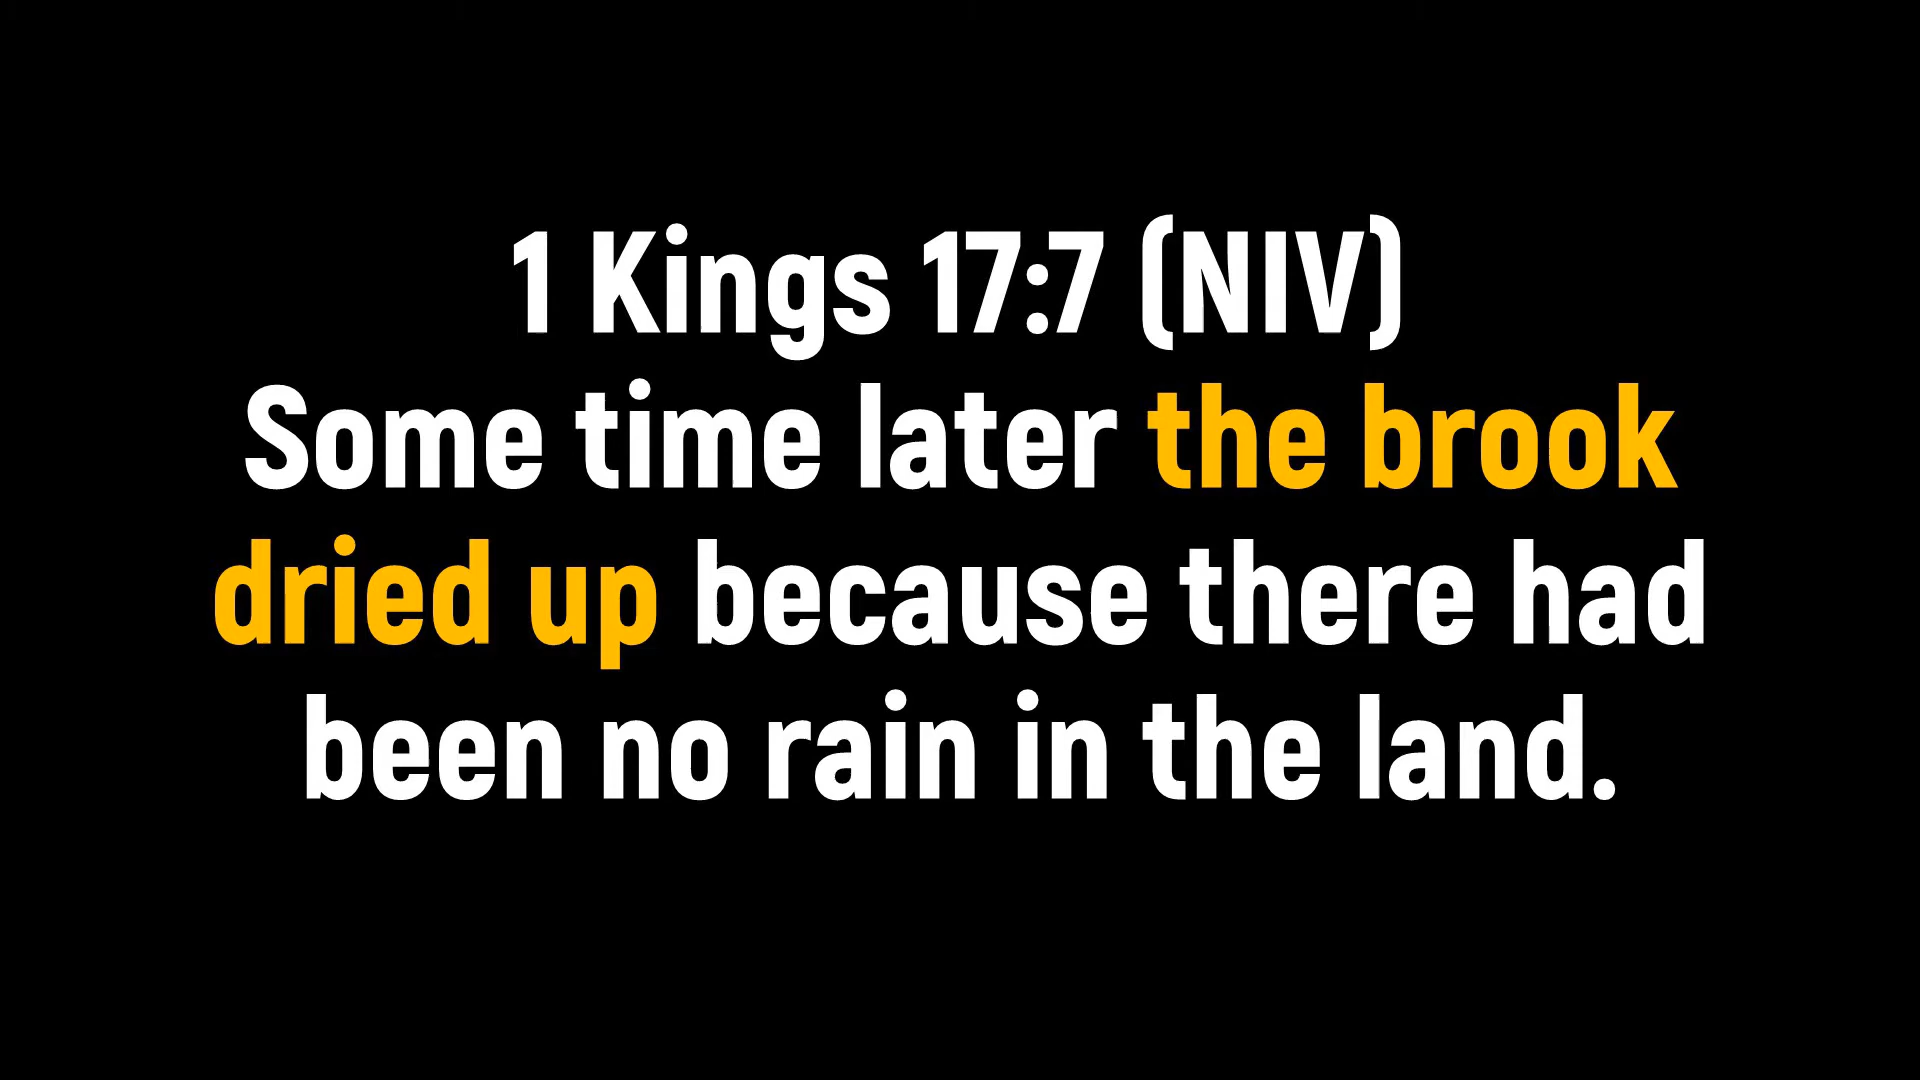 1 Kings 17:7 (NIV)
Some time later the brook
dried up because there had
been no rain in the land.